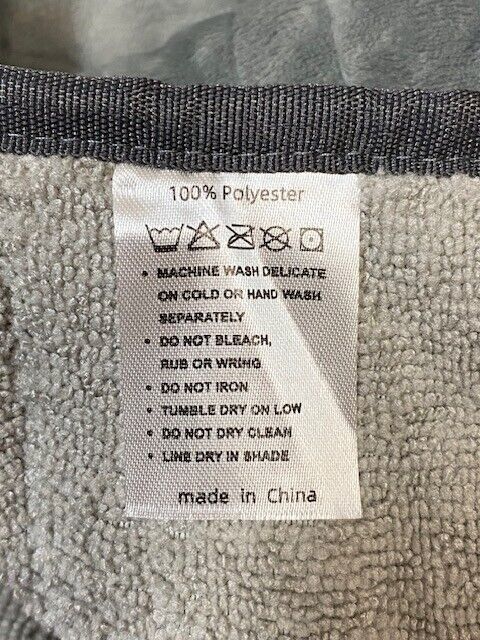 100% Polyester
• MACHINE WASH DELICATE
ON COLD OR HAND WASH
SEPARATELY
• DO NOT BLEACH,
RUB OR WRING
• DO NOT IRON
• TUMBLE DRY ON LOW
• DO NOT DRY CLEAN
• LINE DRY IN SHADE
made in China